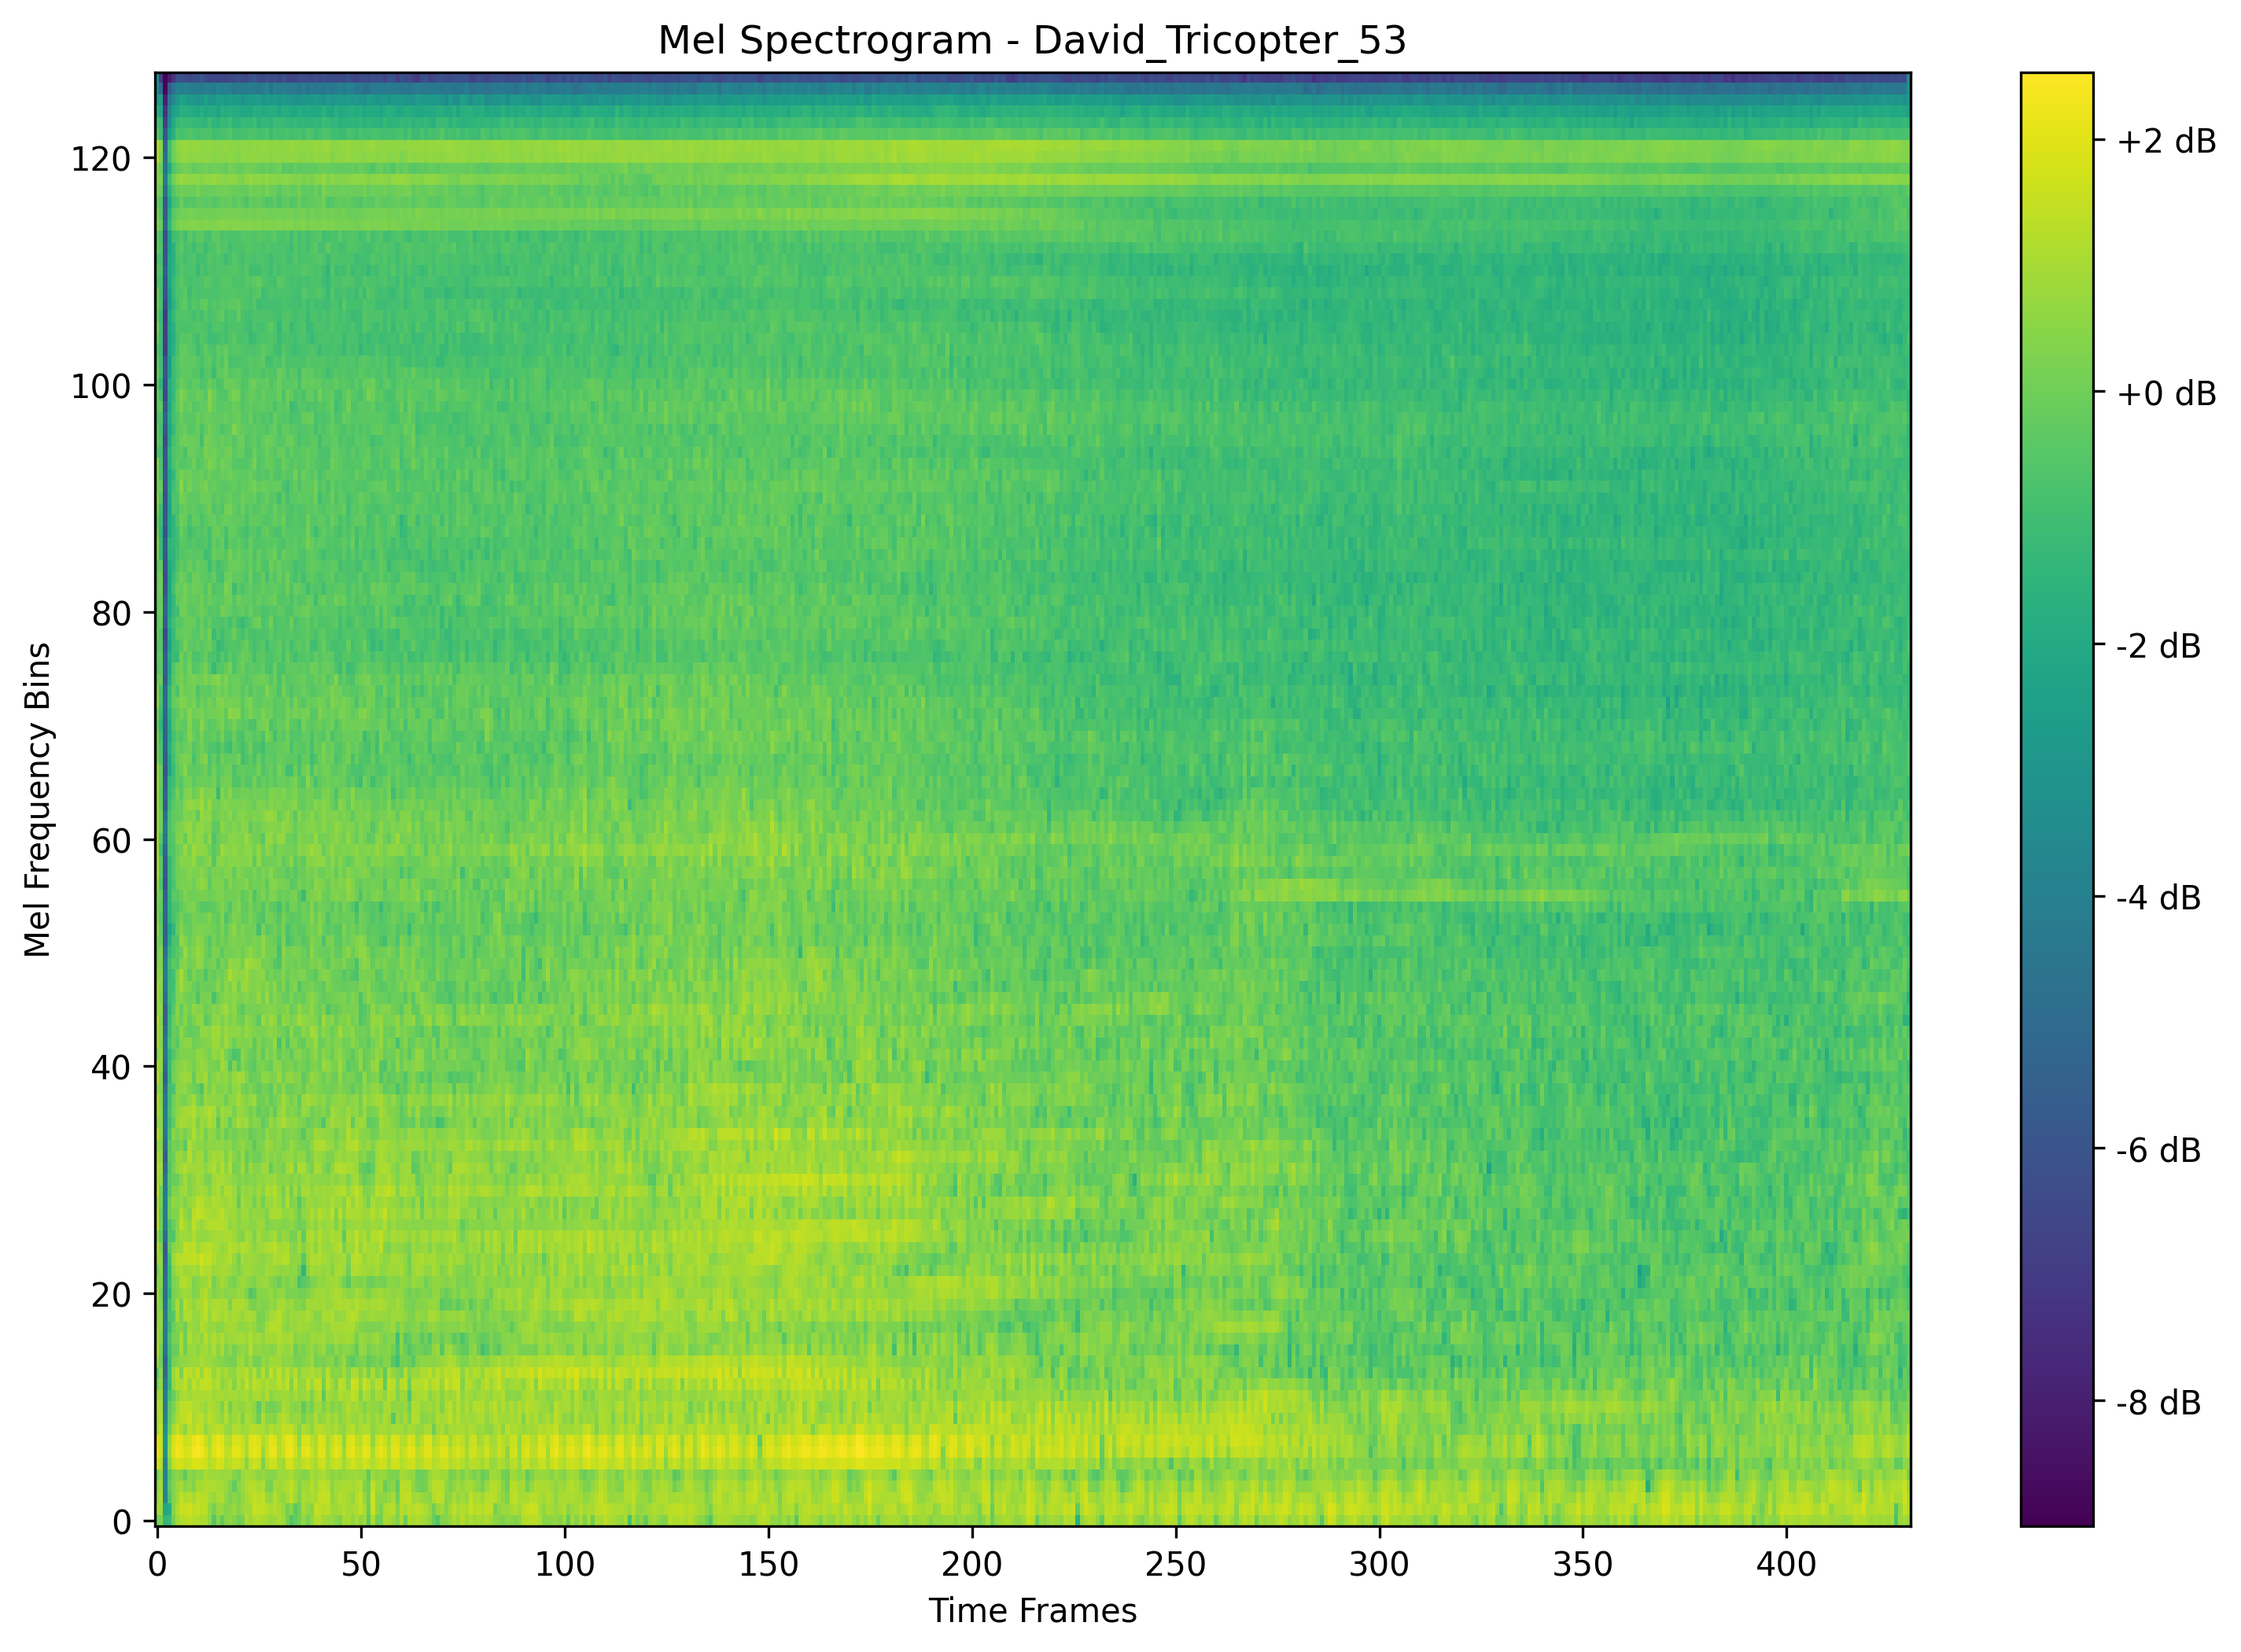 Mel Spectrogram - David_Tricopter_53
Mel Frequency Bins
120
100
80
60
40
20
0
0 50 100 150 200 250 300 350 400
Time Frames
+2 dB
+0 dB
-2 dB
-4 dB
-6 dB
-8 dB